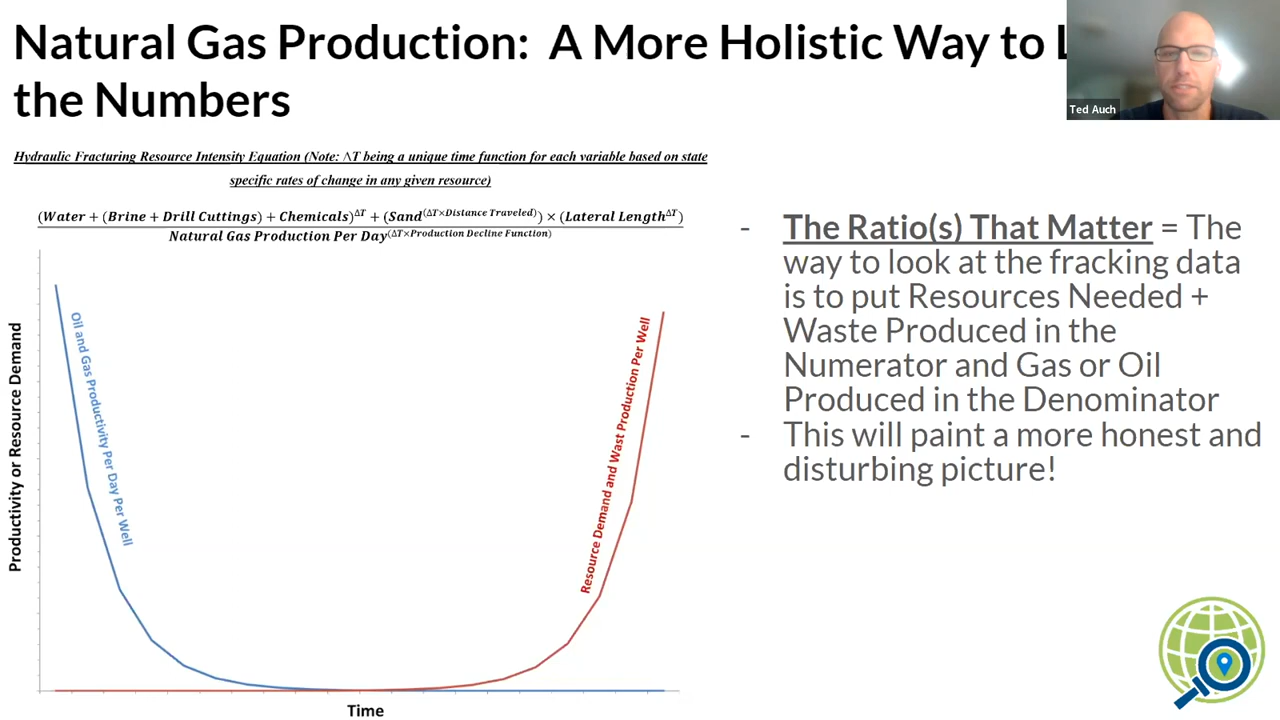 Natural Gas Production:  A More Holistic Way to
the Numbers
Ted Auch
Hydraulic Fracturing Resource Intensity Equation (Note: ΔT being a unique time function for each variable based on state
specific rates of change in any given resource)
(Water + (Brine + Drill Cuttings) + Chemicals)^ΔT + (Sand^(ΔT×Distance Traveled)) × (Lateral Length^ΔT)
Natural Gas Production Per Day^(ΔT×Production Decline Function)
- The Ratio(s) That Matter = The
way to look at the fracking data
is to put Resources Needed +
Waste Produced in the
Numerator and Gas or Oil
Produced in the Denominator
- This will paint a more honest and
disturbing picture!
Productivity or Resource Demand
Oil and Gas Productivity Per Day Per Well
Resource Demand and Wast Production Per Well
Time